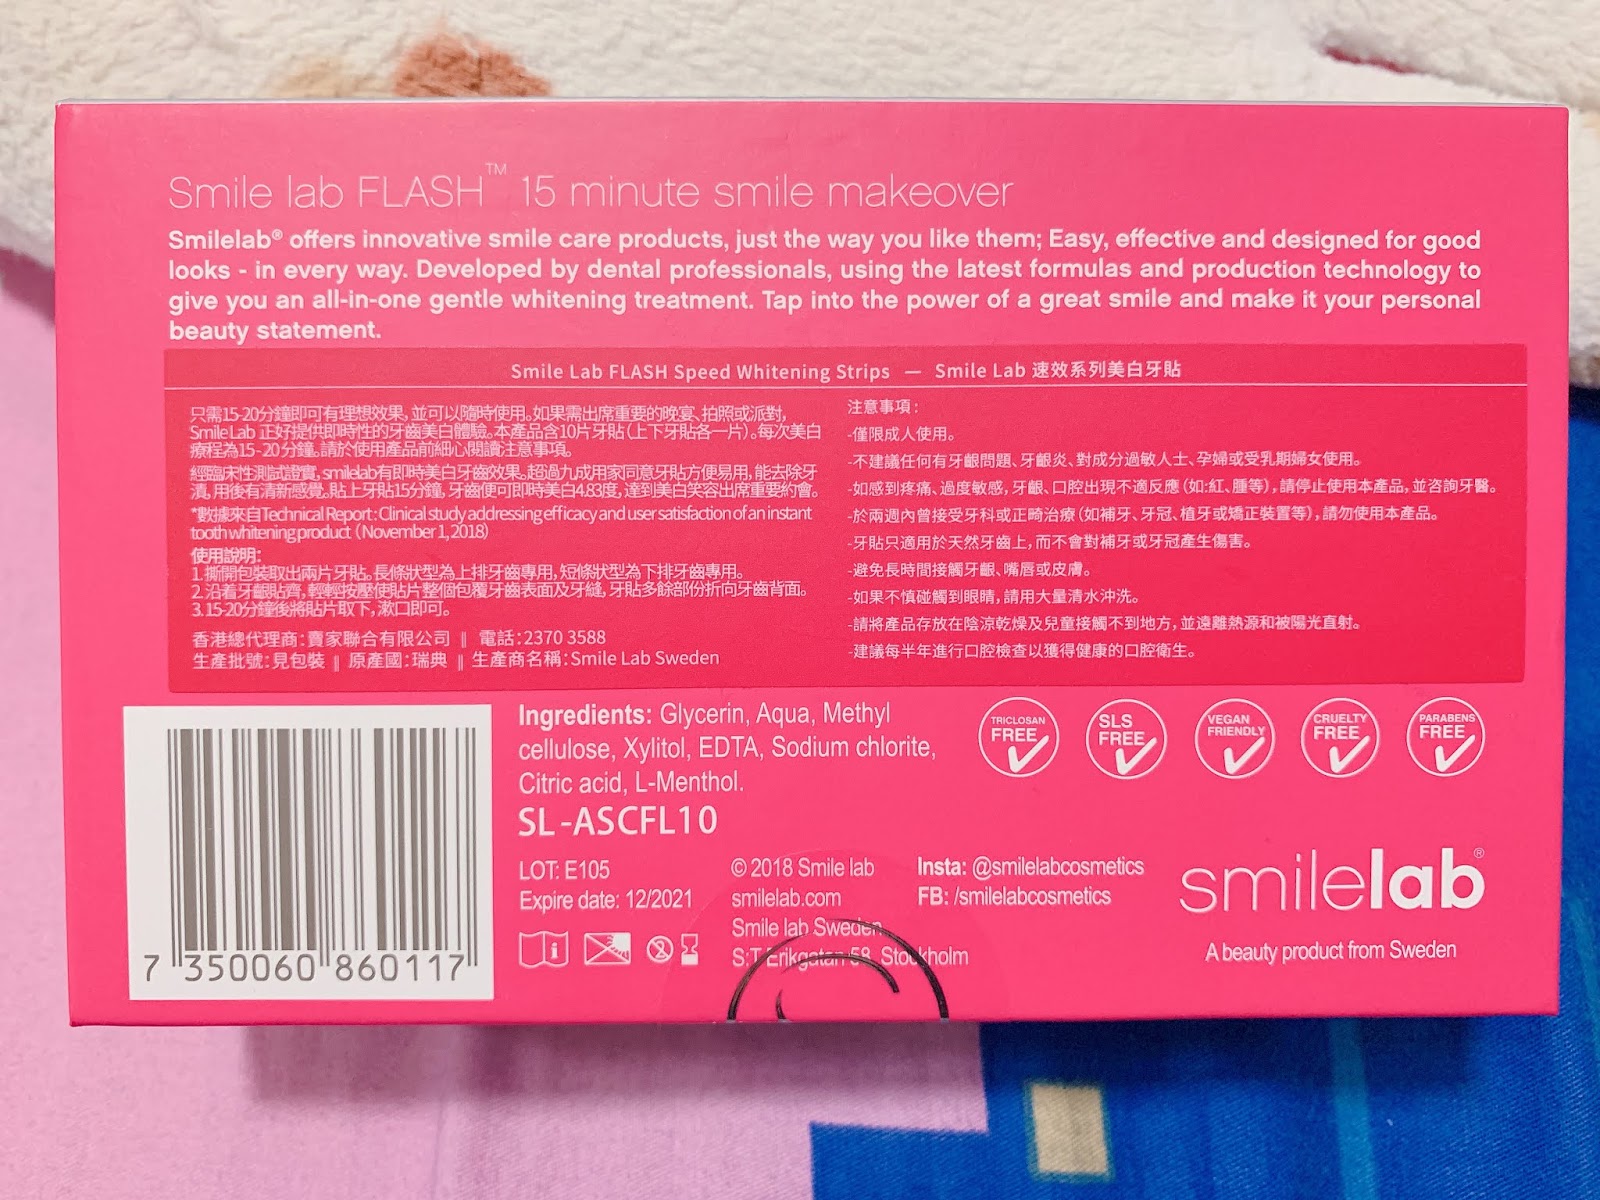 Smile lab FLASH™ 15 minute smile makeover
Smilelab® offers innovative smile care products, just the way you like them; Easy, effective and designed for good
looks - in every way. Developed by dental professionals, using the latest formulas and production technology to
give you an all-in-one gentle whitening treatment. Tap into the power of a great smile and make it your personal
beauty statement.
Smile Lab FLASH Speed Whitening Strips — Smile Lab 速效系列美白牙貼
只需15-20分鐘即可有理想效果，並可以隨時使用。如果需出席重要的晚宴、拍照或派對，
Smile Lab 正好提供即時性的牙齒美白體驗。本產品含10片牙貼（上下牙貼各一片）。每次美白
療程為15-20分鐘。請於使用產品前細心閱讀注意事項。
經臨床性測試證實，smilelab有即時美白牙齒效果。超過九成用家同意牙貼方便易用，能去除牙
漬，用後有清新感覺。貼上牙貼15分鐘，牙齒便可即時美白4.83度，達到美白笑容出席重要約會。
*數據來自Technical Report : Clinical study addressing efficacy and user satisfaction of an instant
tooth whitening product（November 1, 2018）
使用說明：
1. 撕開包裝取出兩片牙貼。長條狀型為上排牙齒專用，短條狀型為下排牙齒專用。
2. 沿着牙齦貼齊，輕輕按壓使貼片整個包覆牙齒表面及牙縫，牙貼多餘部份折向牙齒背面。
3. 15-20分鐘後將貼片取下，漱口即可。
香港總代理商：賣家聯合有限公司 || 電話：2370 3588
生產批號：見包裝 || 原產國：瑞典 || 生產商名稱：Smile Lab Sweden
注意事項：
-僅限成人使用。
-不建議任何有牙齦問題、牙齦炎、對成分過敏人士、孕婦或受乳期婦女使用。
-如感到疼痛、過度敏感，牙齦、口腔出現不適反應（如：紅、腫等），請停止使用本產品，並咨詢牙醫。
-於兩週內曾接受牙科或正畸治療（如補牙、牙冠、植牙或矯正裝置等），請勿使用本產品。
-牙貼只適用於天然牙齒上，而不會對補牙或牙冠產生傷害。
-避免長時間接觸牙齦、嘴唇或皮膚。
-如果不慎碰觸到眼睛，請用大量清水沖洗。
-請將產品存放在陰涼乾燥及兒童接觸不到地方，並遠離熱源和被陽光直射。
-建議每半年進行口腔檢查以獲得健康的口腔衛生。
7 350060 860117
Ingredients: Glycerin, Aqua, Methyl
cellulose, Xylitol, EDTA, Sodium chlorite,
Citric acid, L-Menthol.
SL-ASCFL10
LOT: E105
Expire date: 12/2021
© 2018 Smile lab
smilelab.com
Smile lab Sweden
S:T Eriksgatan 58, Stockholm
Insta: @smilelabcosmetics
FB: /smilelabcosmetics
TRICLOSAN
FREE
SLS
FREE
VEGAN
FRIENDLY
CRUELTY
FREE
PARABENS
FREE
smilelab®
A beauty product from Sweden